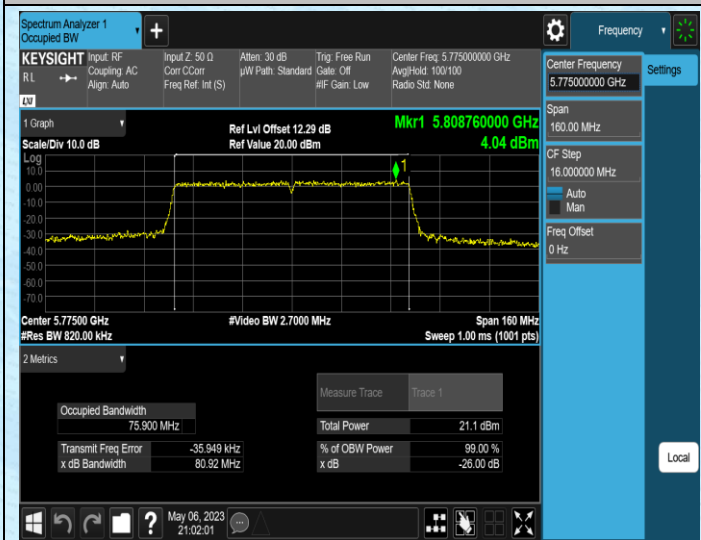 Spectrum Analyzer 1
Occupied BW
Frequency
KEYSIGHT
RL
LXI
Input: RF
Coupling: AC
Align: Auto
Input Z: 50 Ω
Corr CCorr
Freq Ref: Int (S)
Atten: 30 dB
µW Path: Standard
Trig: Free Run
Gate: Off
#IF Gain: Low
Center Freq: 5.775000000 GHz
Avg|Hold: 100/100
Radio Std: None
Center Frequency
5.775000000 GHz
Settings
Span
160.00 MHz
CF Step
16.000000 MHz
Auto
Man
Freq Offset
0 Hz
Local
1 Graph
Scale/Div 10.0 dB
Ref Lvl Offset 12.29 dB
Ref Value 20.00 dBm
Mkr1 5.808760000 GHz
4.04 dBm
Log
10.0
0.00
-10.0
-20.0
-30.0
-40.0
-50.0
-60.0
-70.0
1
Center 5.77500 GHz
#Res BW 820.00 kHz
#Video BW 2.7000 MHz
Span 160 MHz
Sweep 1.00 ms (1001 pts)
2 Metrics
Measure Trace Trace 1
Occupied Bandwidth
75.900 MHz
Total Power 21.1 dBm
Transmit Freq Error -35.949 kHz
% of OBW Power 99.00 %
x dB Bandwidth 80.92 MHz
x dB -26.00 dB
May 06, 2023
21:02:01